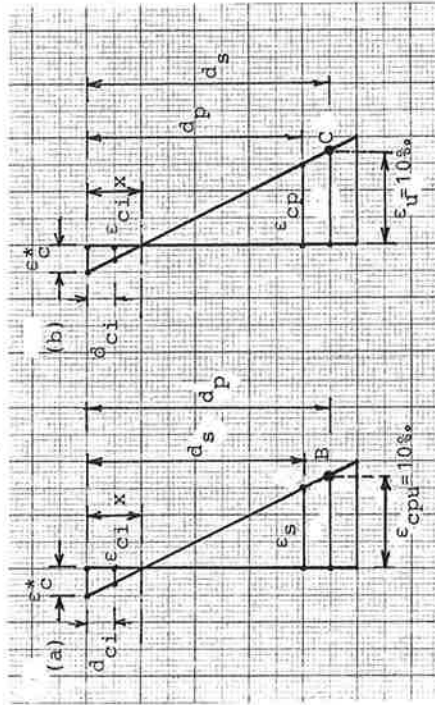 (a)
ε*c
dci
εci
x
ds
dp
εs
B
εcpu=10‰
(b)
ε*c
dci
εci
x
dp
ds
εcp
C
εu=10‰